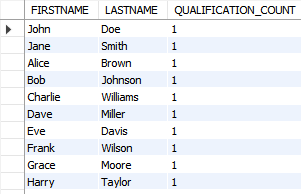 FIRSTNAME LASTNAME QUALIFICATION_COUNT
John Doe 1
Jane Smith 1
Alice Brown 1
Bob Johnson 1
Charlie Williams 1
Dave Miller 1
Eve Davis 1
Frank Wilson 1
Grace Moore 1
Harry Taylor 1